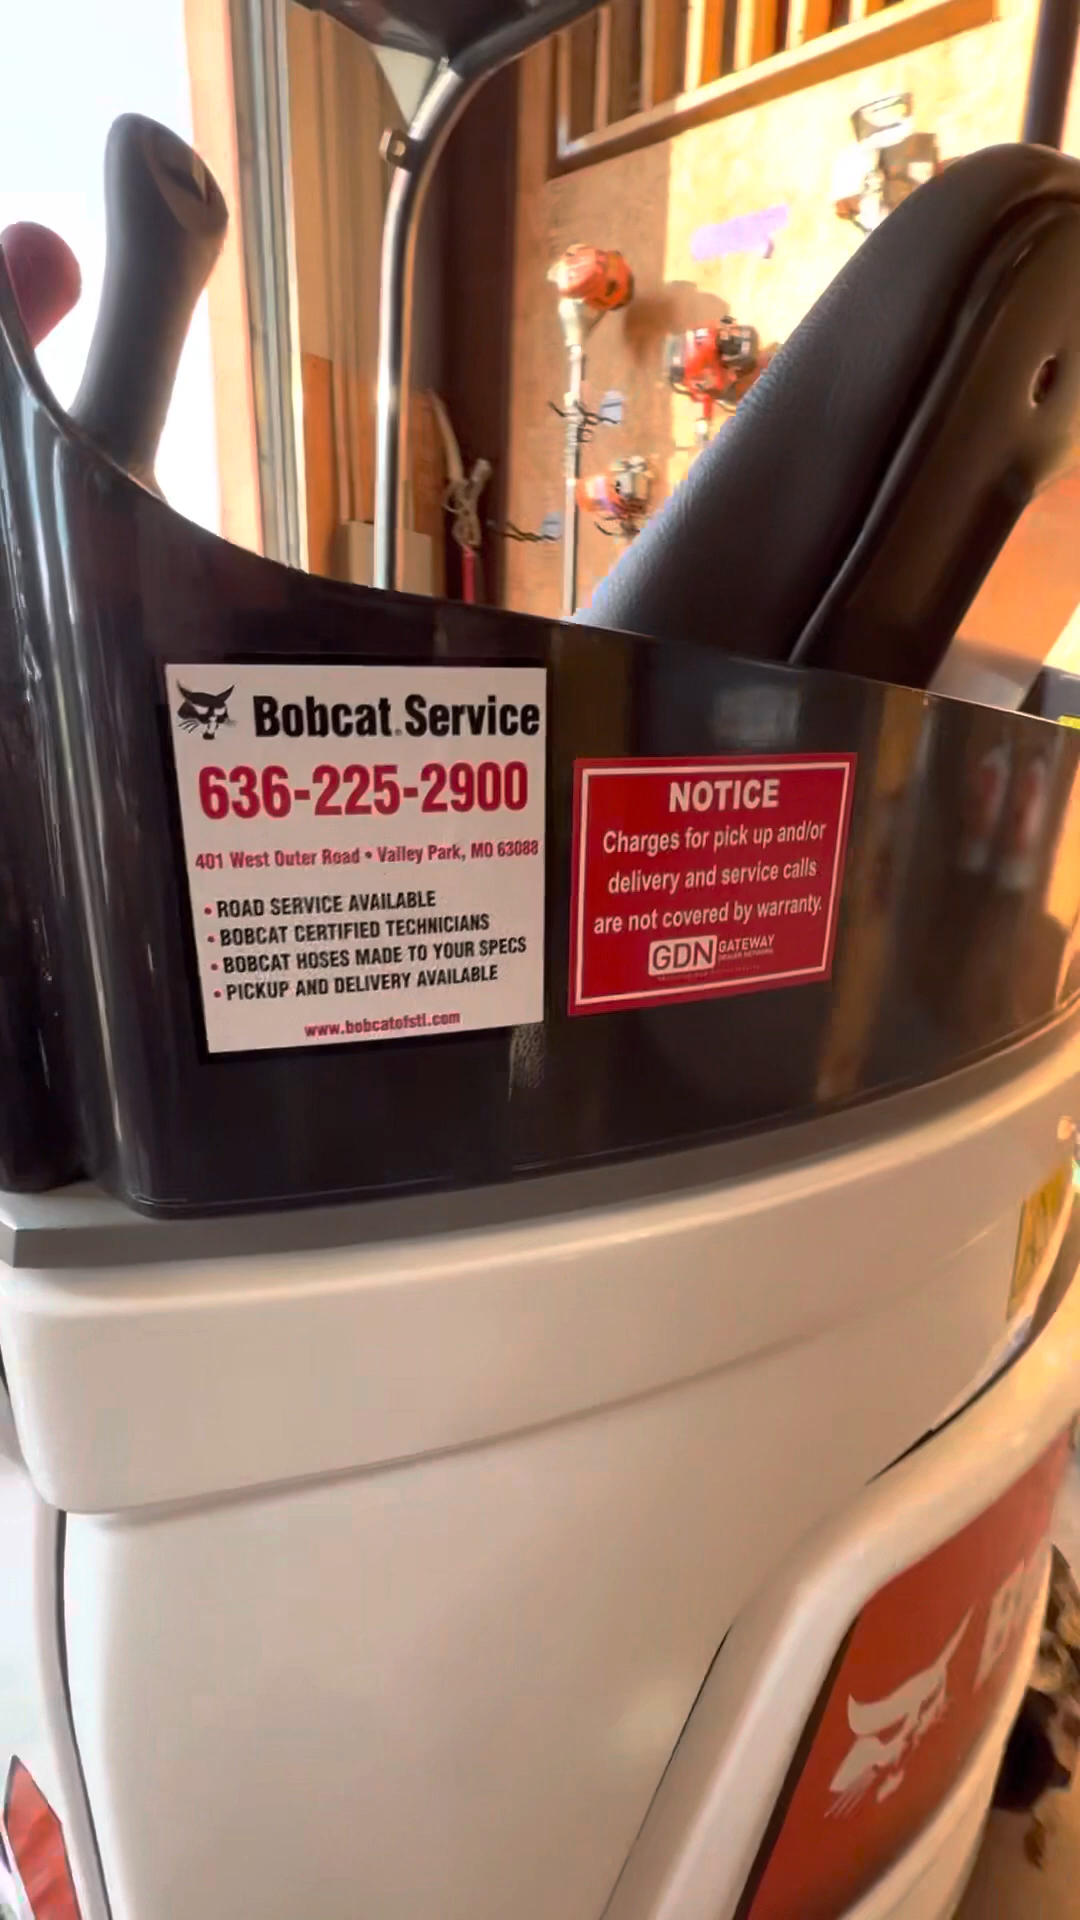 Bobcat Service
636-225-2900
401 West Outer Road • Valley Park, MO 63088
• ROAD SERVICE AVAILABLE
• BOBCAT CERTIFIED TECHNICIANS
• BOBCAT HOSES MADE TO YOUR SPECS
• PICKUP AND DELIVERY AVAILABLE
www.bobcatofstl.com
NOTICE
Charges for pick up and/or
delivery and service calls
are not covered by warranty.
GDN GATEWAY
DEALER NETWORK